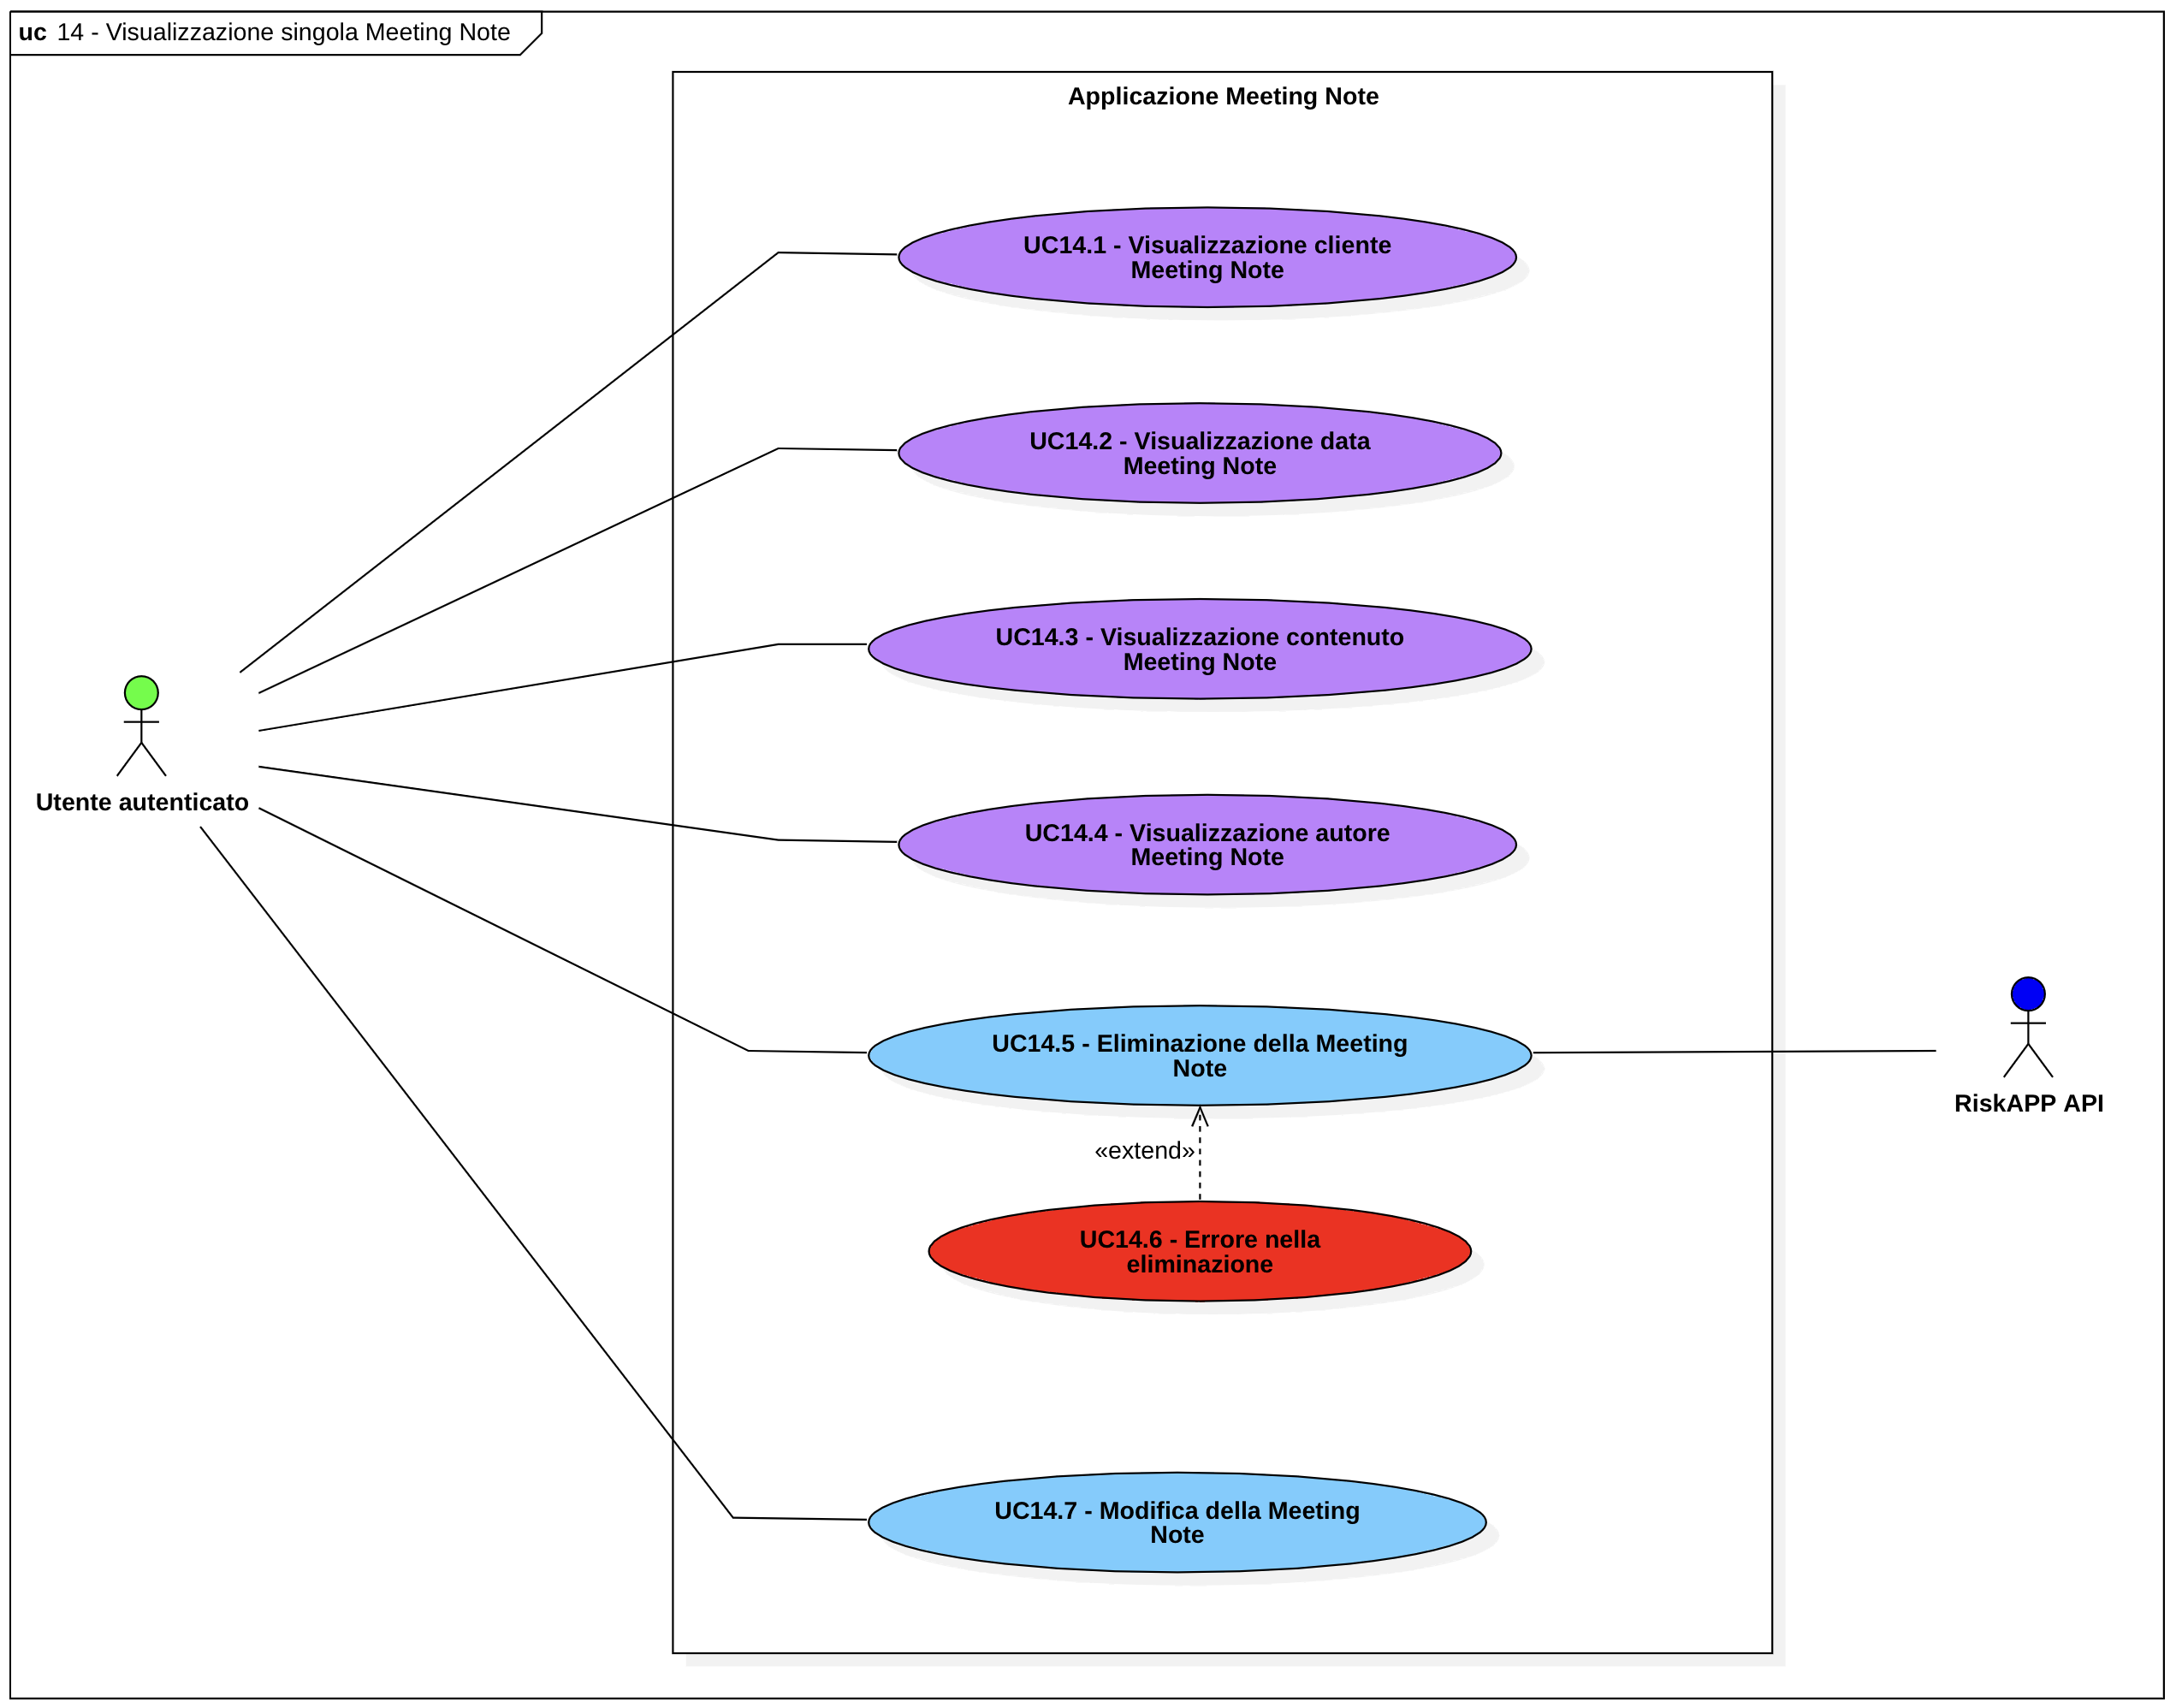 uc 14 - Visualizzazione singola Meeting Note
Applicazione Meeting Note
UC14.1 - Visualizzazione cliente
Meeting Note
UC14.2 - Visualizzazione data
Meeting Note
UC14.3 - Visualizzazione contenuto
Meeting Note
Utente autenticato
UC14.4 - Visualizzazione autore
Meeting Note
UC14.5 - Eliminazione della Meeting
Note
RiskAPP API
«extend»
UC14.6 - Errore nella
eliminazione
UC14.7 - Modifica della Meeting
Note